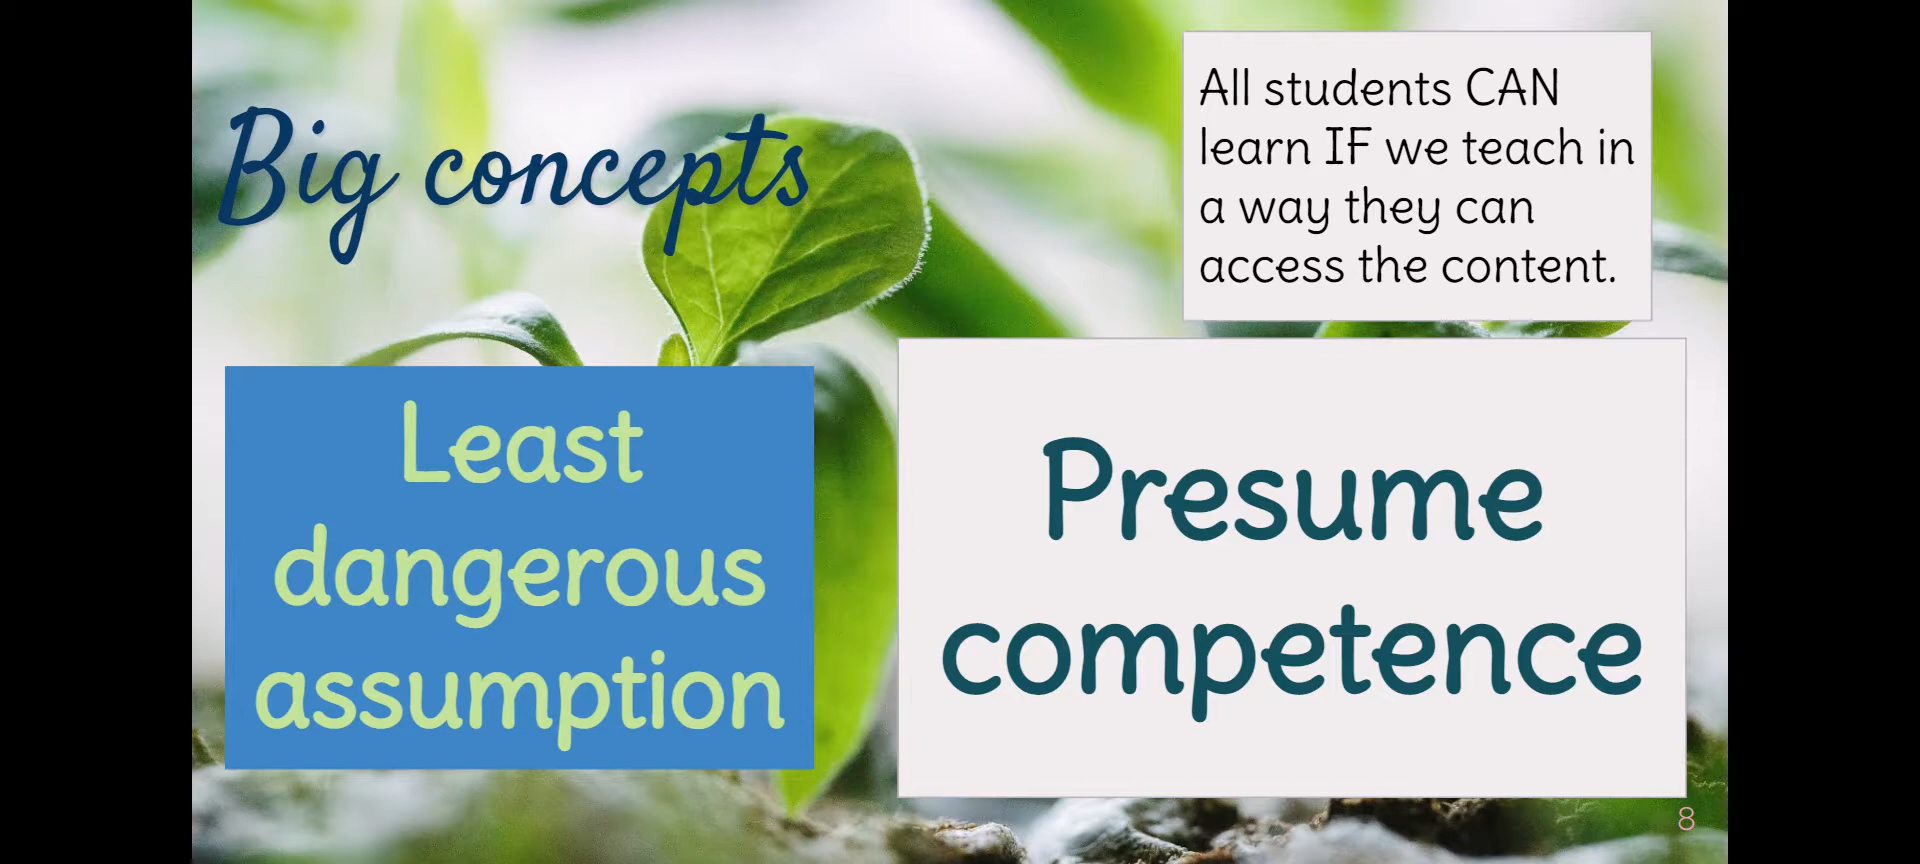 Big concepts
All students CAN
learn IF we teach in
a way they can
access the content.
Least
dangerous
assumption
Presume
competence
8